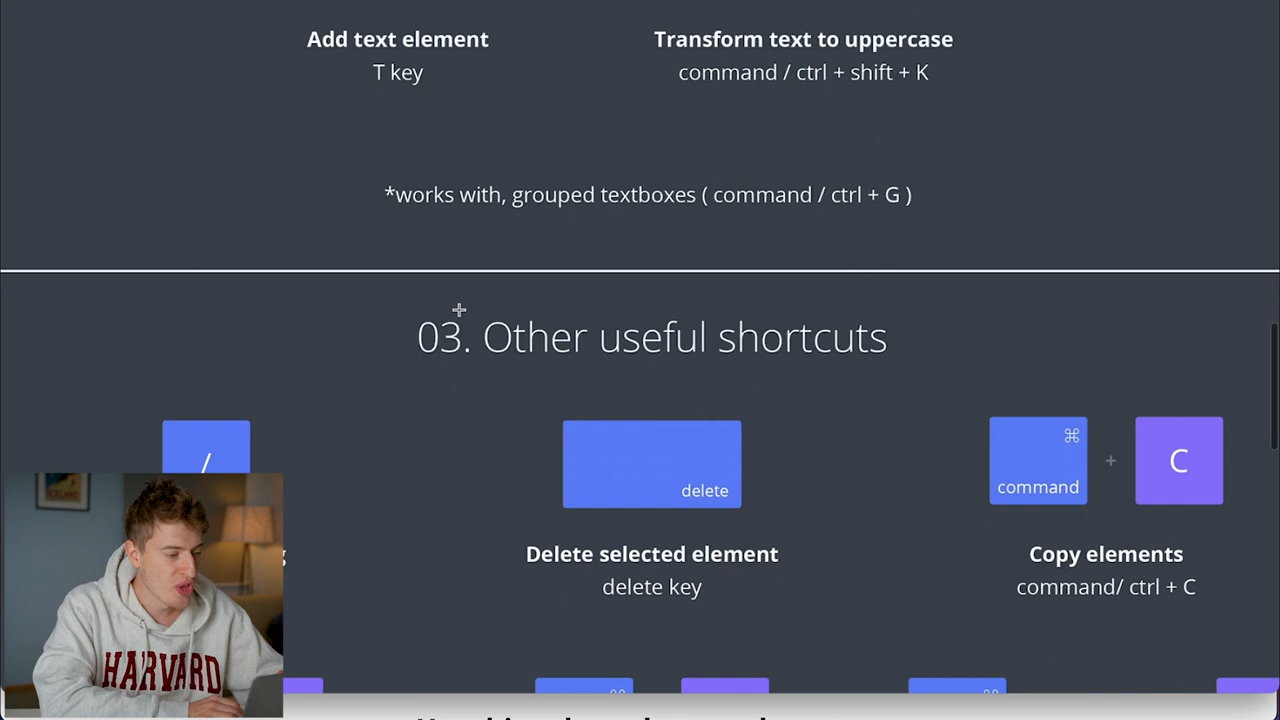 Add text element
Transform text to uppercase
T key
command / ctrl + shift + K
*works with, grouped textboxes ( command / ctrl + G )
03. Other useful shortcuts
/
delete
⌘
command
+
C
Delete selected element
Copy elements
delete key
command/ ctrl + C
HARVARD